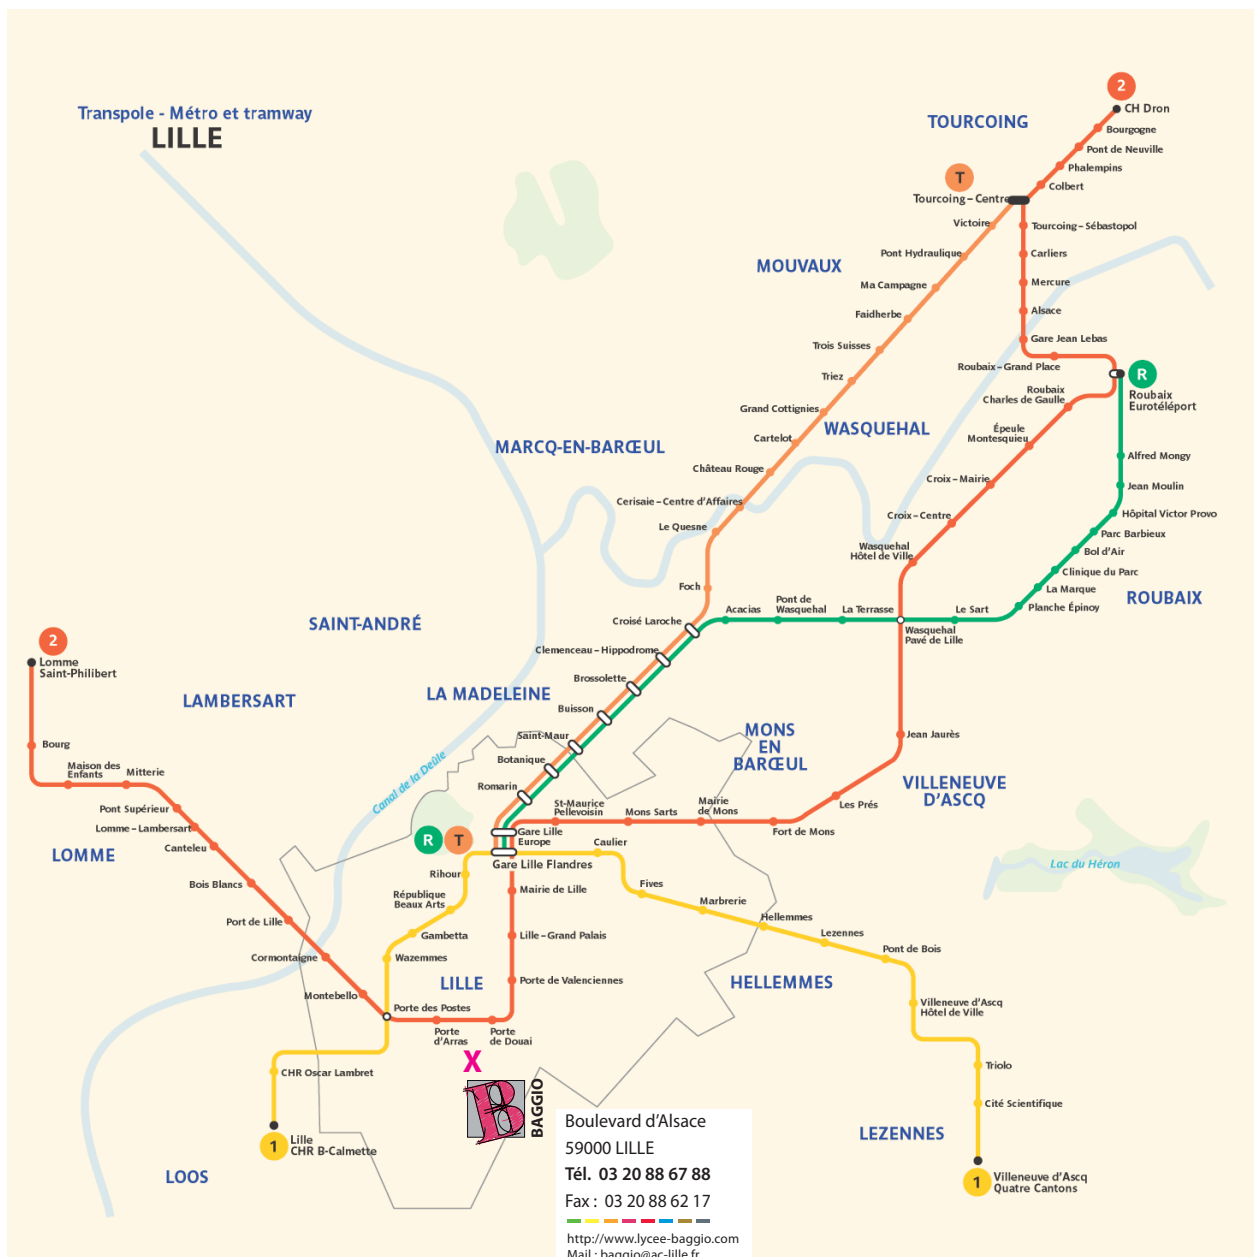 Transpole - Métro et tramway
LILLE
2
CH Dron
TOURCOING
Bourgogne
Pont de Neuville
Phalempins
Colbert
T
Tourcoing – Centre
Victoire
Tourcoing – Sébastopol
Pont Hydraulique
Carliers
MOUVAUX
Ma Campagne
Mercure
Faidherbe
Alsace
Trois Suisses
Gare Jean Lebas
Roubaix – Grand Place
Triez
R
Roubaix
Eurotéléport
Roubaix
Charles de Gaulle
Grand Cottignies
WASQUEHAL
Épeule
Montesquieu
Cartelot
MARCQ-EN-BARŒUL
Alfred Mongy
Château Rouge
Croix – Mairie
Jean Moulin
Cerisaie – Centre d'Affaires
Croix – Centre
Hôpital Victor Provo
Le Quesne
Parc Barbieux
Wasquehal
Hôtel de Ville
Bol d'Air
Clinique du Parc
Foch
La Marque
ROUBAIX
Acacias
Pont de
Wasquehal
La Terrasse
Le Sart
Planche Épinoy
SAINT-ANDRÉ
Croisé Laroche
Wasquehal
Pavé de Lille
2
Lomme
Saint-Philibert
Clemenceau – Hippodrome
Brossolette
LAMBERSART
LA MADELEINE
Buisson
Saint-Maur
MONS
EN
BARŒUL
Jean Jaurès
Bourg
Botanique
Maison des
Enfants
Mitterie
Canal de la Deûle
Romarin
VILLENEUVE
D'ASCQ
Pont Supérieur
St-Maurice
Pellevoisin
Mons Sarts
Mairie
de Mons
Les Prés
Lomme – Lambersart
Fort de Mons
R
T
Gare Lille
Europe
Caulier
LOMME
Canteleu
Gare Lille Flandres
Lac du Héron
Bois Blancs
Rihour
Mairie de Lille
Fives
République
Beaux Arts
Marbrerie
Port de Lille
Hellemmes
Gambetta
Lille – Grand Palais
Lezennes
Cormontaigne
Wazemmes
Pont de Bois
LILLE
Porte de Valenciennes
HELLEMMES
Montebello
Porte des Postes
Villeneuve d'Ascq
Hôtel de Ville
Porte
d'Arras
Porte
de Douai
X
CHR Oscar Lambret
Triolo
B
BAGGIO
Cité Scientifique
Boulevard d'Alsace
59000 LILLE
Tél. 03 20 88 67 88
Fax : 03 20 88 62 17
http://www.lycee-baggio.com
Mail : baggio@ac-lille.fr
1
Lille
CHR B-Calmette
LEZENNES
LOOS
1
Villeneuve d'Ascq
Quatre Cantons